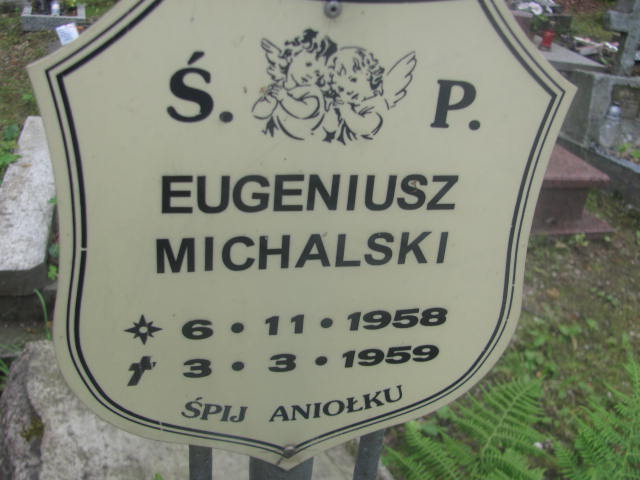 Ś. P.
EUGENIUSZ
MICHALSKI
6 • 11 • 1958
3 • 3 • 1959
ŚPIJ ANIOŁKU